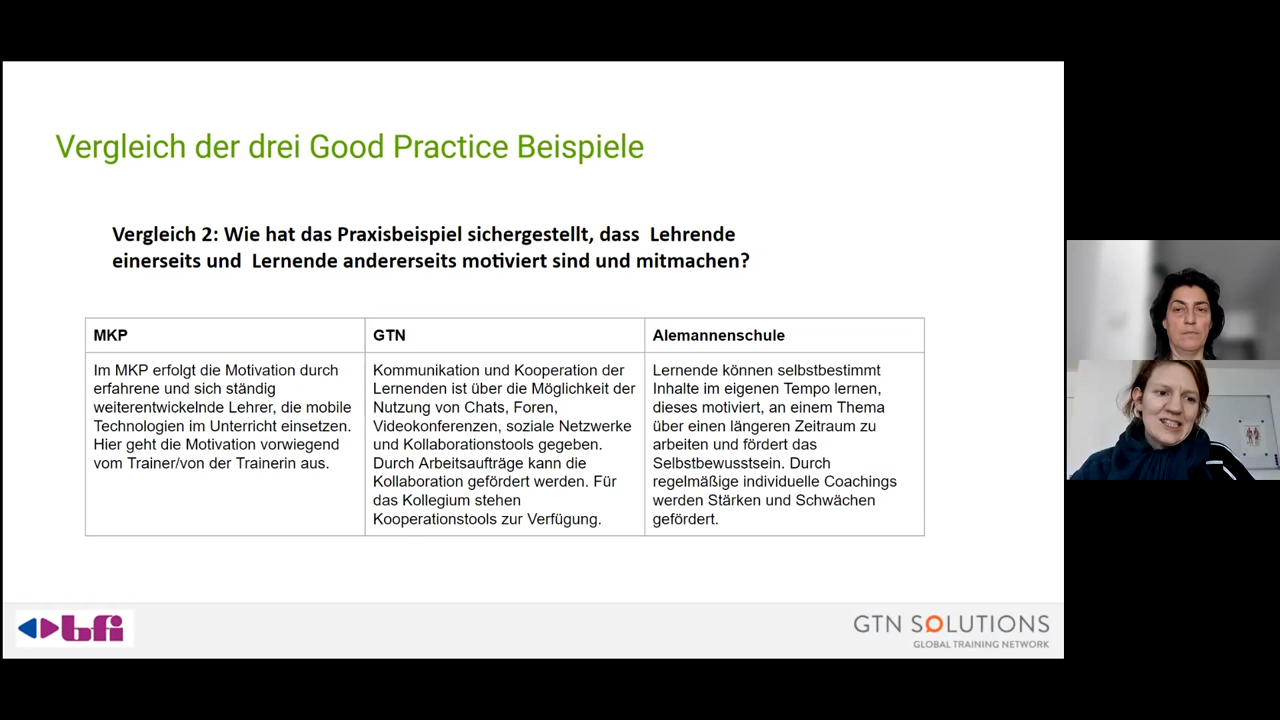 Vergleich der drei Good Practice Beispiele
Vergleich 2: Wie hat das Praxisbeispiel sichergestellt, dass Lehrende
einerseits und Lernende andererseits motiviert sind und mitmachen?
MKP
Im MKP erfolgt die Motivation durch
erfahrene und sich ständig
weiterentwickelnde Lehrer, die mobile
Technologien im Unterricht einsetzen.
Hier geht die Motivation vorwiegend
vom Trainer/von der Trainerin aus.
GTN
Kommunikation und Kooperation der
Lernenden ist über die Möglichkeit der
Nutzung von Chats, Foren,
Videokonferenzen, soziale Netzwerke
und Kollaborationstools gegeben.
Durch Arbeitsaufträge kann die
Kollaboration gefördert werden. Für
das Kollegium stehen
Kooperationstools zur Verfügung.
Alemannenschule
Lernende können selbstbestimmt
Inhalte im eigenen Tempo lernen,
dieses motiviert, an einem Thema
über einen längeren Zeitraum zu
arbeiten und fördert das
Selbstbewusstsein. Durch
regelmäßige individuelle Coachings
werden Stärken und Schwächen
gefördert.
bfi
GTN SOLUTIONS
GLOBAL TRAINING NETWORK